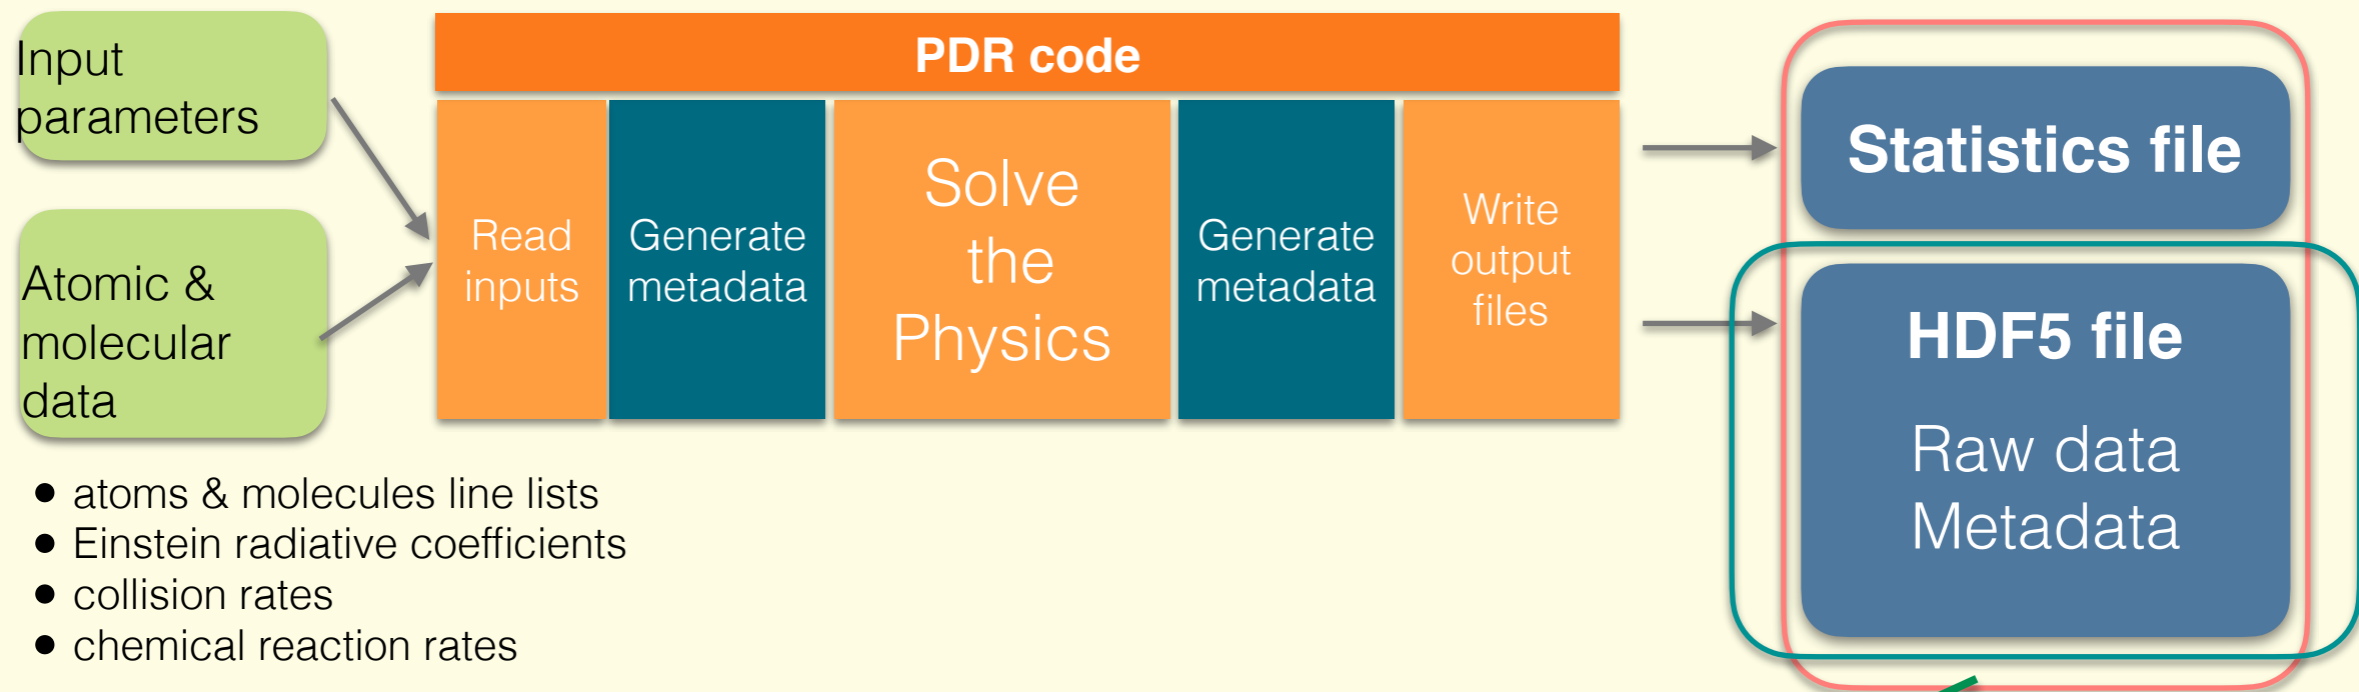 Input
parameters
Atomic &
molecular
data
PDR code
Read
inputs
Generate
metadata
Solve
the
Physics
Generate
metadata
Write
output
files
Statistics file
HDF5 file
Raw data
Metadata
• atoms & molecules line lists
• Einstein radiative coefficients
• collision rates
• chemical reaction rates